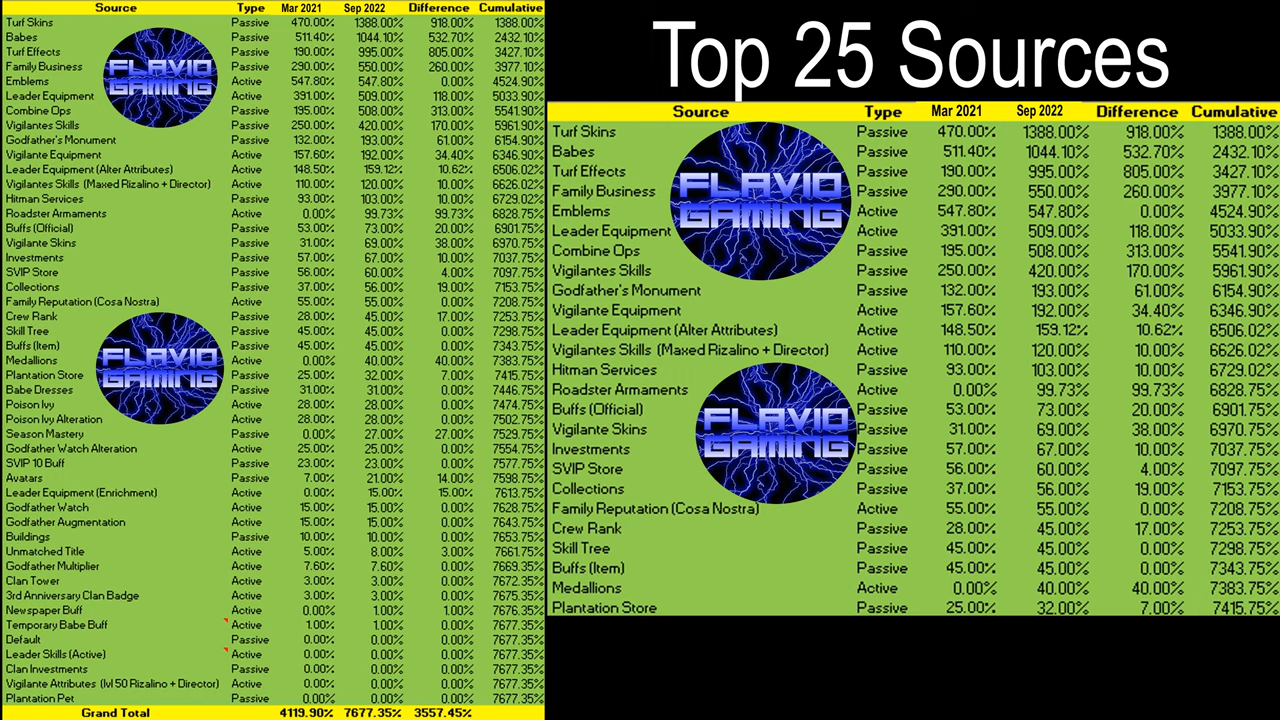 Source Type Mar 2021 Sep 2022 Difference Cumulative
Turf Skins Passive 470.00% 1388.00% 918.00% 1388.00%
Babes Passive 511.40% 1044.10% 532.70% 2432.10%
Turf Effects Passive 190.00% 995.00% 805.00% 3427.10%
Family Business Passive 290.00% 550.00% 260.00% 3977.10%
Emblems Active 547.80% 547.80% 0.00% 4524.90%
Leader Equipment Active 391.00% 509.00% 118.00% 5033.90%
Combine Ops Passive 195.00% 508.00% 313.00% 5541.90%
Vigilantes Skills Passive 250.00% 420.00% 170.00% 5961.90%
Godfather's Monument Passive 132.00% 193.00% 61.00% 6154.90%
Vigilante Equipment Active 157.60% 192.00% 34.40% 6346.90%
Leader Equipment (Alter Attributes) Active 148.50% 159.12% 10.62% 6506.02%
Vigilantes Skills (Maxed Rizalino + Director) Active 110.00% 120.00% 10.00% 6626.02%
Hitman Services Passive 93.00% 103.00% 10.00% 6729.02%
Roadster Armaments Active 0.00% 99.73% 99.73% 6828.75%
Buffs (Official) Passive 53.00% 73.00% 20.00% 6901.75%
Vigilante Skins Passive 31.00% 69.00% 38.00% 6970.75%
Investments Passive 57.00% 67.00% 10.00% 7037.75%
SVIP Store Passive 56.00% 60.00% 4.00% 7097.75%
Collections Passive 37.00% 56.00% 19.00% 7153.75%
Family Reputation (Cosa Nostra) Active 55.00% 55.00% 0.00% 7208.75%
Crew Rank Passive 28.00% 45.00% 17.00% 7253.75%
Skill Tree Passive 45.00% 45.00% 0.00% 7298.75%
Buffs (Item) Passive 45.00% 45.00% 0.00% 7343.75%
Medallions Active 0.00% 40.00% 40.00% 7383.75%
Plantation Store Passive 25.00% 32.00% 7.00% 7415.75%
Babe Dresses Passive 31.00% 31.00% 0.00% 7446.75%
Poison Ivy Active 28.00% 28.00% 0.00% 7474.75%
Poison Ivy Alteration Active 28.00% 28.00% 0.00% 7502.75%
Season Mastery Passive 0.00% 27.00% 27.00% 7529.75%
Godfather Watch Alteration Active 25.00% 25.00% 0.00% 7554.75%
SVIP 10 Buff Passive 23.00% 23.00% 0.00% 7577.75%
Avatars Passive 7.00% 21.00% 14.00% 7598.75%
Leader Equipment (Enrichment) Active 0.00% 15.00% 15.00% 7613.75%
Godfather Watch Active 15.00% 15.00% 0.00% 7628.75%
Godfather Augmentation Active 15.00% 15.00% 0.00% 7643.75%
Buildings Passive 10.00% 10.00% 0.00% 7653.75%
Unmatched Title Active 5.00% 8.00% 3.00% 7661.75%
Godfather Multiplier Active 7.60% 7.60% 0.00% 7669.35%
Clan Tower Active 3.00% 3.00% 0.00% 7672.35%
3rd Anniversary Clan Badge Active 3.00% 3.00% 0.00% 7675.35%
Newspaper Buff Active 0.00% 1.00% 1.00% 7676.35%
Temporary Babe Buff Active 1.00% 1.00% 0.00% 7677.35%
Default Passive 0.00% 0.00% 0.00% 7677.35%
Leader Skills (Active) Active 0.00% 0.00% 0.00% 7677.35%
Clan Investments Passive 0.00% 0.00% 0.00% 7677.35%
Vigilante Attributes (lvl 50 Rizalino + Director) Active 0.00% 0.00% 0.00% 7677.35%
Plantation Pet Passive 0.00% 0.00% 0.00% 7677.35%
Grand Total 4119.90% 7677.35% 3557.45%
FLAVIO
GAMING
FLAVIO
GAMING
Top 25 Sources
Source Type Mar 2021 Sep 2022 Difference Cumulative
Turf Skins Passive 470.00% 1388.00% 918.00% 1388.00%
Babes Passive 511.40% 1044.10% 532.70% 2432.10%
Turf Effects Passive 190.00% 995.00% 805.00% 3427.10%
Family Business Passive 290.00% 550.00% 260.00% 3977.10%
Emblems Active 547.80% 547.80% 0.00% 4524.90%
Leader Equipment Active 391.00% 509.00% 118.00% 5033.90%
Combine Ops Passive 195.00% 508.00% 313.00% 5541.90%
Vigilantes Skills Passive 250.00% 420.00% 170.00% 5961.90%
Godfather's Monument Passive 132.00% 193.00% 61.00% 6154.90%
Vigilante Equipment Active 157.60% 192.00% 34.40% 6346.90%
Leader Equipment (Alter Attributes) Active 148.50% 159.12% 10.62% 6506.02%
Vigilantes Skills (Maxed Rizalino + Director) Active 110.00% 120.00% 10.00% 6626.02%
Hitman Services Passive 93.00% 103.00% 10.00% 6729.02%
Roadster Armaments Active 0.00% 99.73% 99.73% 6828.75%
Buffs (Official) Passive 53.00% 73.00% 20.00% 6901.75%
Vigilante Skins Passive 31.00% 69.00% 38.00% 6970.75%
Investments Passive 57.00% 67.00% 10.00% 7037.75%
SVIP Store Passive 56.00% 60.00% 4.00% 7097.75%
Collections Passive 37.00% 56.00% 19.00% 7153.75%
Family Reputation (Cosa Nostra) Active 55.00% 55.00% 0.00% 7208.75%
Crew Rank Passive 28.00% 45.00% 17.00% 7253.75%
Skill Tree Passive 45.00% 45.00% 0.00% 7298.75%
Buffs (Item) Passive 45.00% 45.00% 0.00% 7343.75%
Medallions Active 0.00% 40.00% 40.00% 7383.75%
Plantation Store Passive 25.00% 32.00% 7.00% 7415.75%
FLAVIO
GAMING
FLAVIO
GAMING